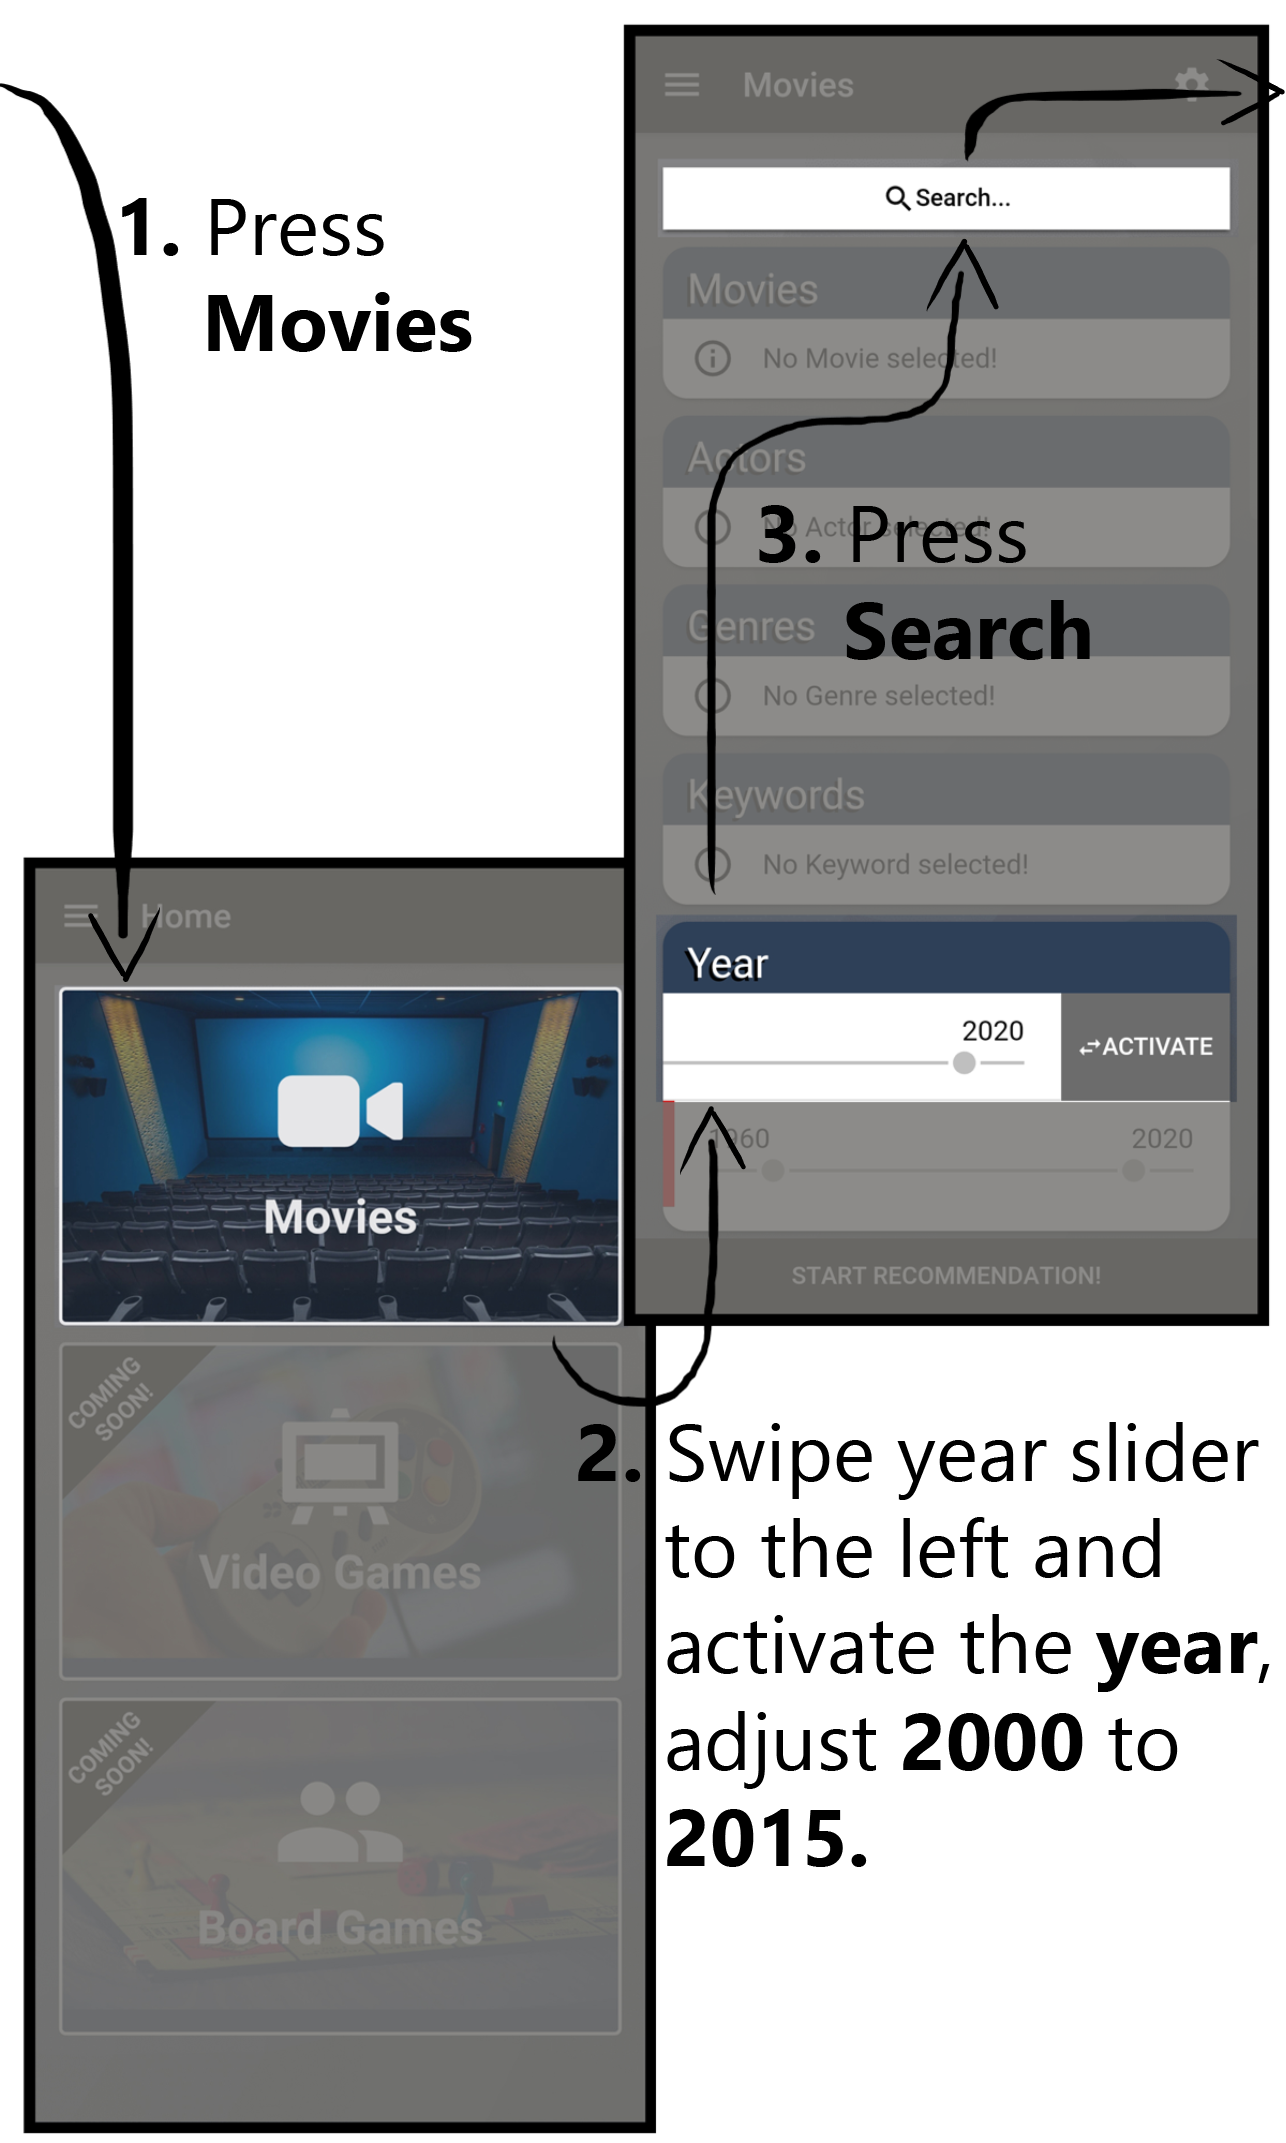 1. Press
Movies
Home
Movies
COMING
SOON!
Video Games
COMING
SOON!
Board Games
2. Swipe year slider
to the left and
activate the year,
adjust 2000 to
2015.
Movies
Search...
Movies
No Movie selected!
Actors
No Actor selected!
3. Press
Search
Genres
No Genre selected!
Keywords
No Keyword selected!
Year
2020
ACTIVATE
1960
2020
START RECOMMENDATION!